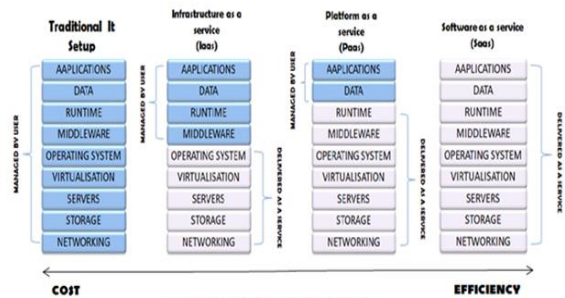 Traditional It
Setup
MANAGED BY USER
AAPLICATIONS
DATA
RUNTIME
MIDDLEWARE
OPERATING SYSTEM
VIRTUALISATION
SERVERS
STORAGE
NETWORKING
Infrastructure as a
service
(Iaas)
MANAGED BY USER
AAPLICATIONS
DATA
RUNTIME
MIDDLEWARE
OPERATING SYSTEM
VIRTUALISATION
SERVERS
STORAGE
NETWORKING
DELIVERED AS A SERVICE
Platform as a
service
(Paas)
MANAGED BY USER
AAPLICATIONS
DATA
RUNTIME
MIDDLEWARE
OPERATING SYSTEM
VIRTUALISATION
SERVERS
STORAGE
NETWORKING
DELIVERED AS A SERVICE
Software as a service
(Saas)
AAPLICATIONS
DATA
RUNTIME
MIDDLEWARE
OPERATING SYSTEM
VIRTUALISATION
SERVERS
STORAGE
NETWORKING
DELIVERED AS A SERVICE
COST
EFFICIENCY